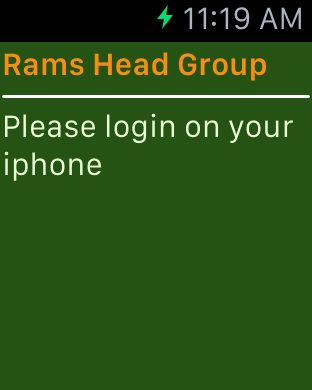 11:19 AM
Rams Head Group
Please login on your
iphone